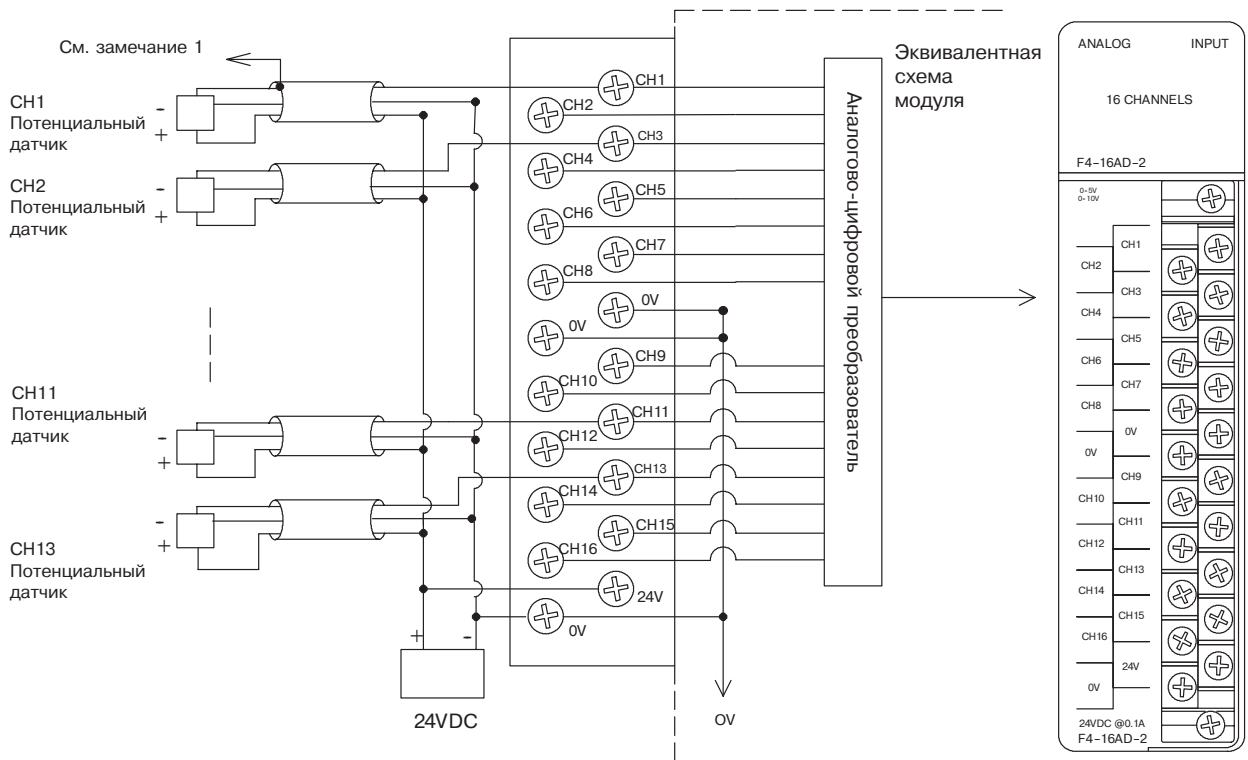 См. замечание 1
CH1
Потенциальный
датчик
-
+
CH2
Потенциальный
датчик
-
+
CH11
Потенциальный
датчик
-
+
CH13
Потенциальный
датчик
-
+
+ -
24VDC
CH1
CH2
CH3
CH4
CH5
CH6
CH7
CH8
0V
0V
CH9
CH10
CH11
CH12
CH13
CH14
CH15
CH16
24V
0V
Аналогово-цифровой преобразователь
Эквивалентная
схема
модуля
OV
ANALOG INPUT
16 CHANNELS
F4-16AD-2
0-5V
0-10V
CH1
CH2
CH3
CH4
CH5
CH6
CH7
CH8
0V
0V
CH9
CH10
CH11
CH12
CH13
CH14
CH15
CH16
24V
0V
24VDC @0.1A
F4-16AD-2